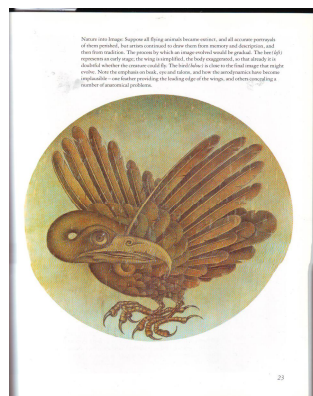 Nature into Image: Suppose all flying animals became extinct, and all accurate portrayals
of them perished, but artists continued to draw them from memory and description, and
then from tradition. The process by which an image evolved would be gradual. The bee (left)
represents an early stage; the wing is simplified, the body exaggerated, so that already it is
doubtful whether the creature could fly. The bird (below) is close to the final image that might
evolve. Note the emphasis on beak, eye and talons, and how the aerodynamics have become
implausible – one feather providing the leading edge of the wings, and others concealing a
number of anatomical problems.
23